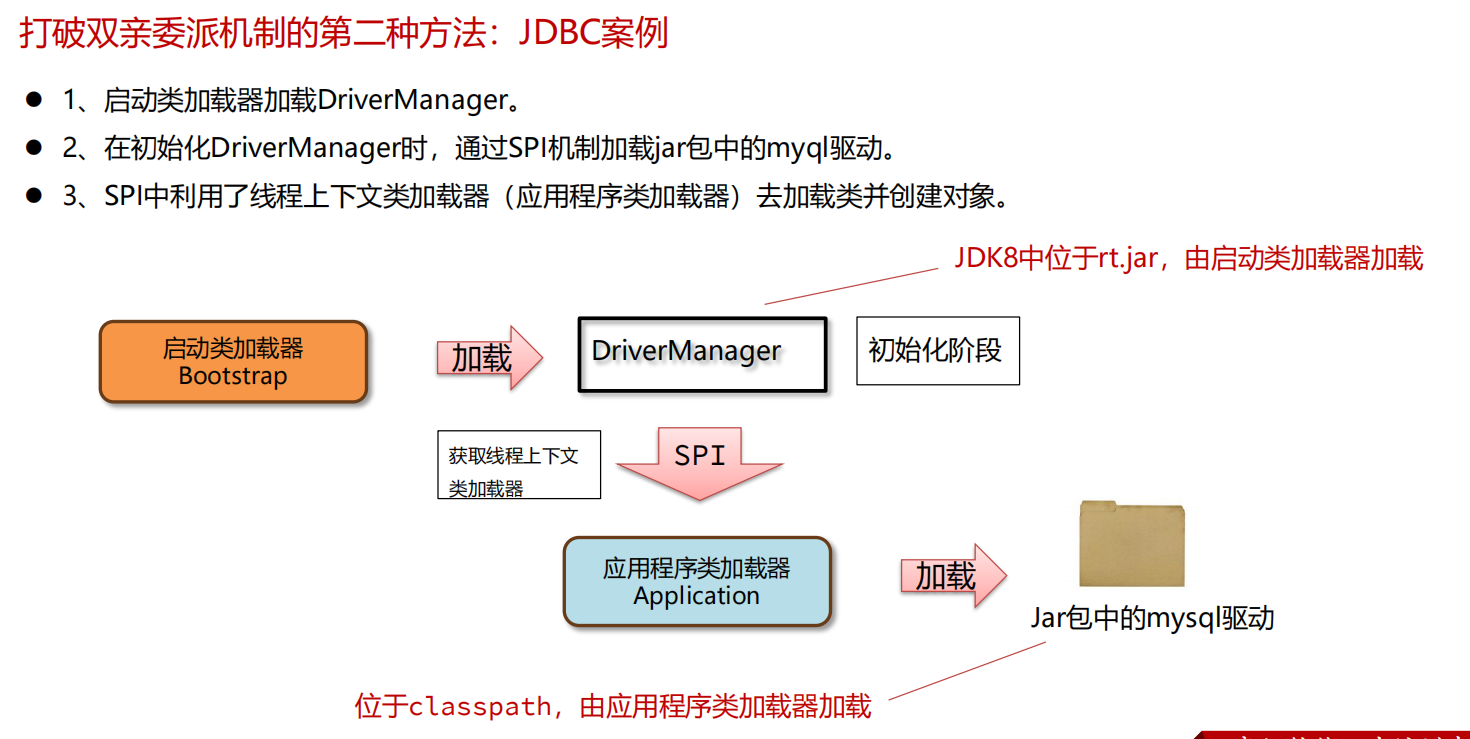 打破双亲委派机制的第二种方法：JDBC案例
● 1、启动类加载器加载DriverManager。
● 2、在初始化DriverManager时，通过SPI机制加载jar包中的myql驱动。
● 3、SPI中利用了线程上下文类加载器（应用程序类加载器）去加载类并创建对象。
JDK8中位于rt.jar，由启动类加载器加载
启动类加载器
Bootstrap
加载
DriverManager
初始化阶段
获取线程上下文
类加载器
SPI
应用程序类加载器
Application
加载
Jar包中的mysql驱动
位于classpath，由应用程序类加载器加载